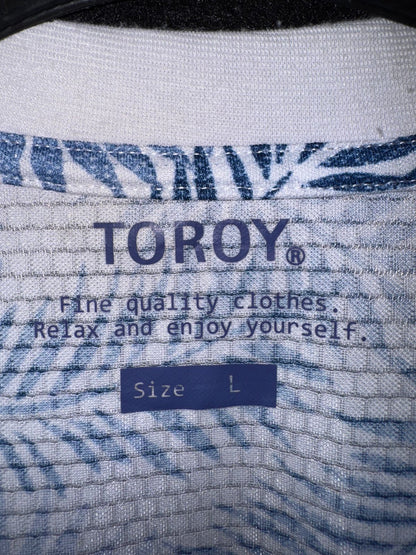 TOROY®
Fine quality clothes.
Relax and enjoy yourself.
Size L